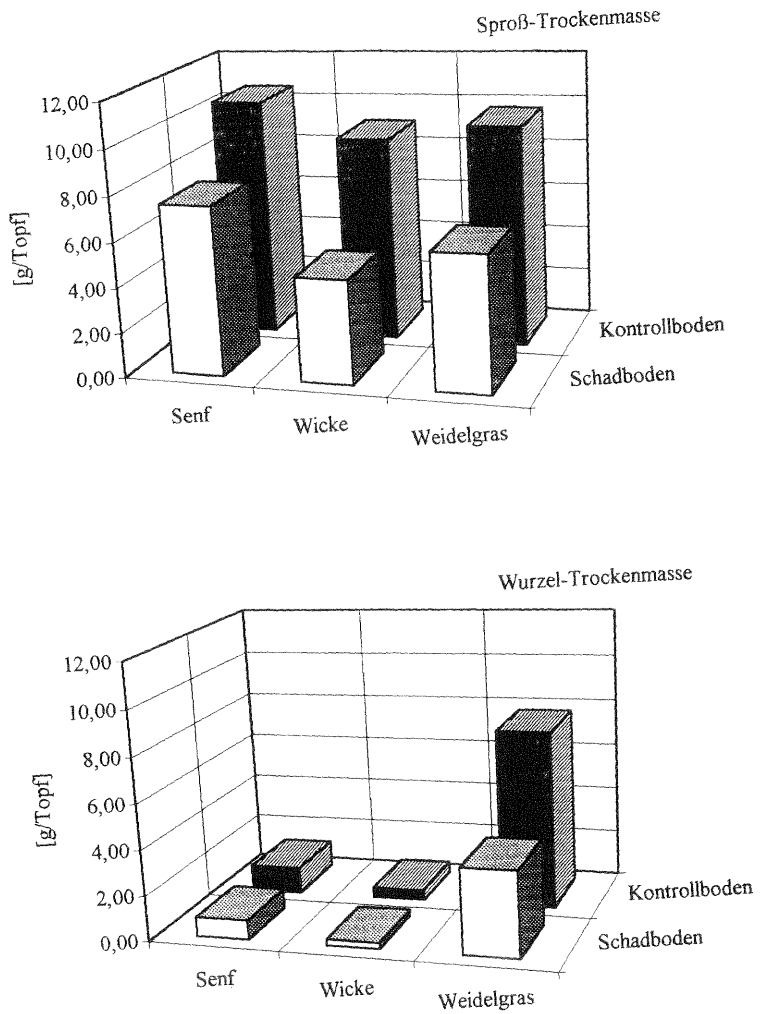 Sproß-Trockenmasse
12,00
10,00
8,00
6,00
4,00
2,00
0,00
[g/Topf]
Senf
Wicke
Weidelgras
Kontrollboden
Schadboden
Wurzel-Trockenmasse
12,00
10,00
8,00
6,00
4,00
2,00
0,00
[g/Topf]
Senf
Wicke
Weidelgras
Kontrollboden
Schadboden